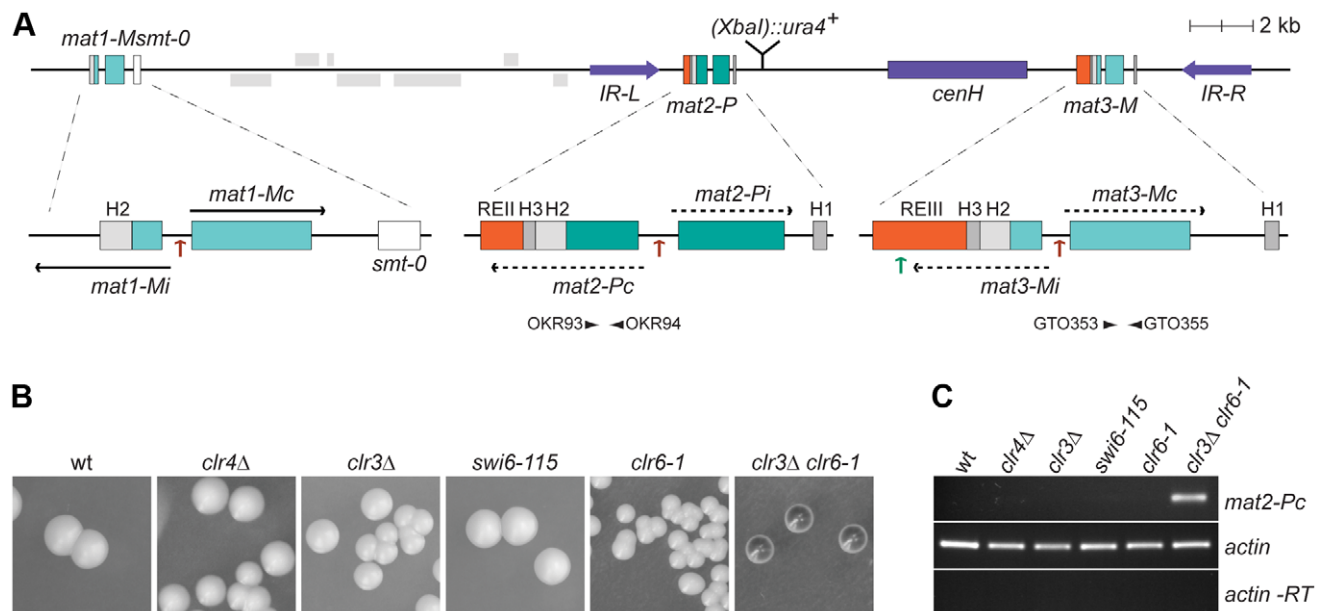 A
mat1-Msmt-0
(XbaI)::ura4+
2 kb
IR-L
mat2-P
cenH
mat3-M
IR-R
H2
mat1-Mc
smt-0
mat1-Mi
REII H3 H2
mat2-Pi
H1
mat2-Pc
OKR93 OKR94
REIII H3 H2
mat3-Mc
H1
mat3-Mi
GTO353 GTO355
B
wt
clr4Δ
clr3Δ
swi6-115
clr6-1
clr3Δ clr6-1
C
wt
clr4Δ
clr3Δ
swi6-115
clr6-1
clr3Δ clr6-1
mat2-Pc
actin
actin -RT